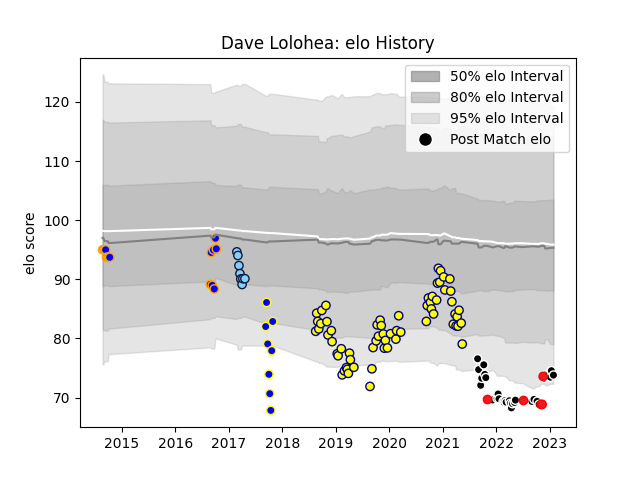 Dave Lolohea: elo History
50% elo Interval
80% elo Interval
95% elo Interval
Post Match elo
elo score
120
110
100
90
80
70
2015
2016
2017
2018
2019
2020
2021
2022
2023